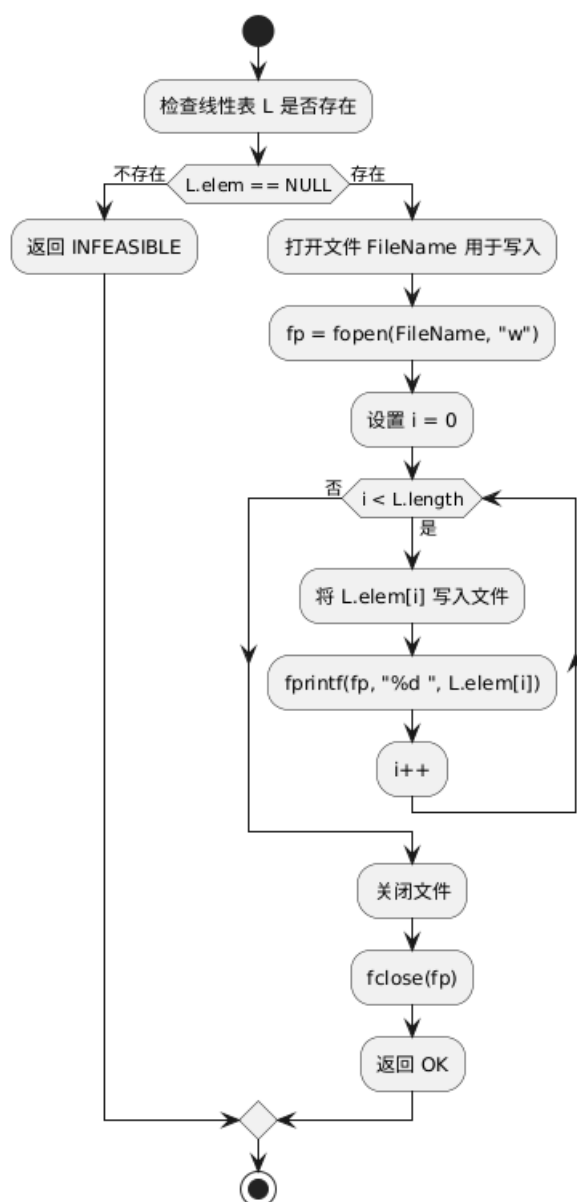 检查线性表 L 是否存在
不存在
L.elem == NULL
存在
返回 INFEASIBLE
打开文件 FileName 用于写入
fp = fopen(FileName, "w")
设置 i = 0
否
i < L.length
是
将 L.elem[i] 写入文件
fprintf(fp, "%d ", L.elem[i])
i++
关闭文件
fclose(fp)
返回 OK